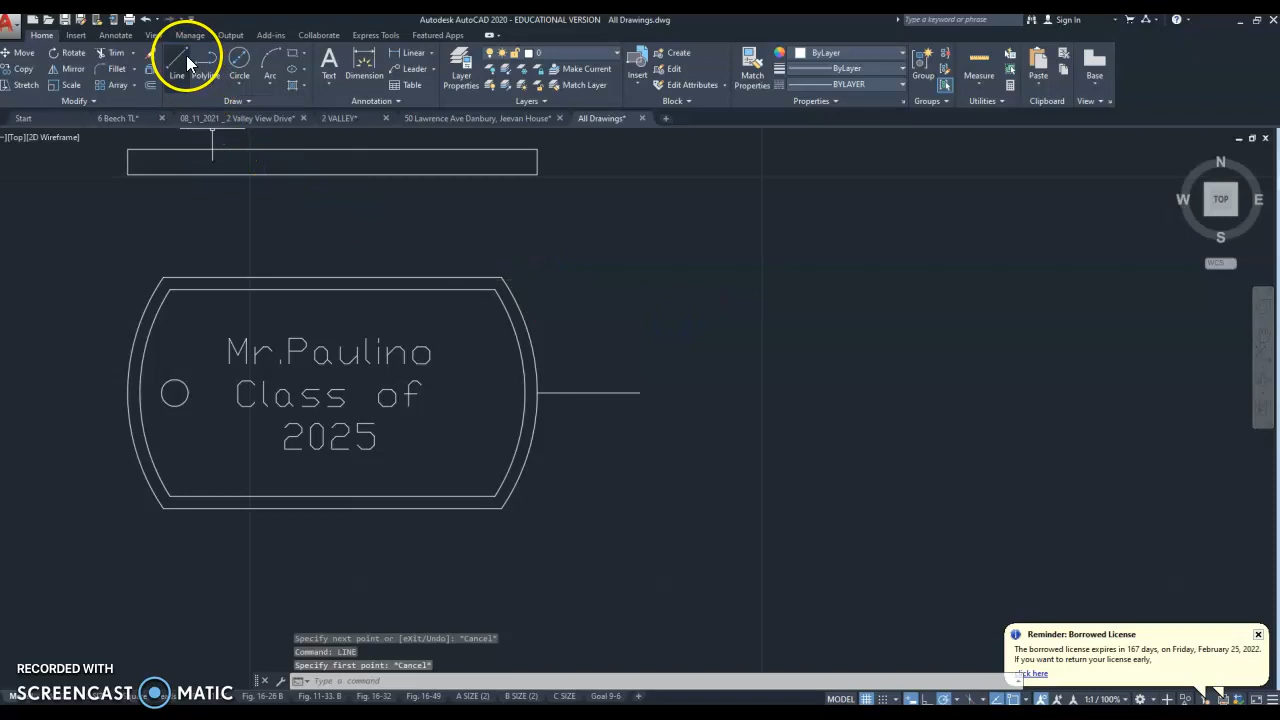 Autodesk AutoCAD 2020 - EDUCATIONAL VERSION All Drawings.dwg
Type a keyword or phrase
Sign In
Home Insert Annotate Manage Output Add-ins Collaborate Express Tools Featured Apps
Move Rotate Trim
Copy Mirror Fillet
Stretch Scale Array
Line Polyline Circle Arc
Text Dimension
Linear
Leader
Table
Layer Properties
0
Make Current
Match Layer
Insert
Create
Edit
Edit Attributes
Match Properties
ByLayer
ByLayer
BYLAYER
Group Measure Paste Base
Modify Draw Annotation Layers Block Properties Groups Utilities Clipboard View
Start 6 Beech TL* 08_11_2021 _ 2 Valley View Drive* 2 VALLEY* 50 Lawrence Ave Danbury, Jeevan House* All Drawings*
][Top][2D Wireframe]
N
W TOP E
S
WCS
Mr.Paulino
Class of
2025
Specify next point or [eXit/Undo]: *Cancel*
Command: LINE
Specify first point: *Cancel*
Type a command
Reminder: Borrowed License
The borrowed license expires in 167 days, on Friday, February 25, 2022.
If you want to return your license early,
click here
RECORDED WITH
SCREENCAST MATIC
Fig. 16-26 B Fig. 11-33. B Fig. 16-32 Fig. 16-49 A SIZE (2) B SIZE (2) C SIZE Goal 9-6
MODEL 1:1 / 100%